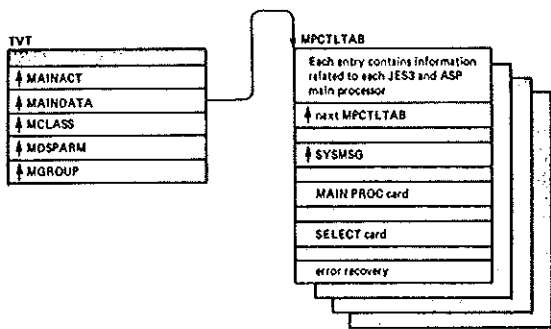 TVT
MAINACT
MAINDATA
MCLASS
MDSPARM
MGROUP
MPCTLTAB
Each entry contains information
related to each JES3 and ASP
main processor
next MPCTLTAB
SYSMSG
MAIN PROC card
SELECT card
error recovery